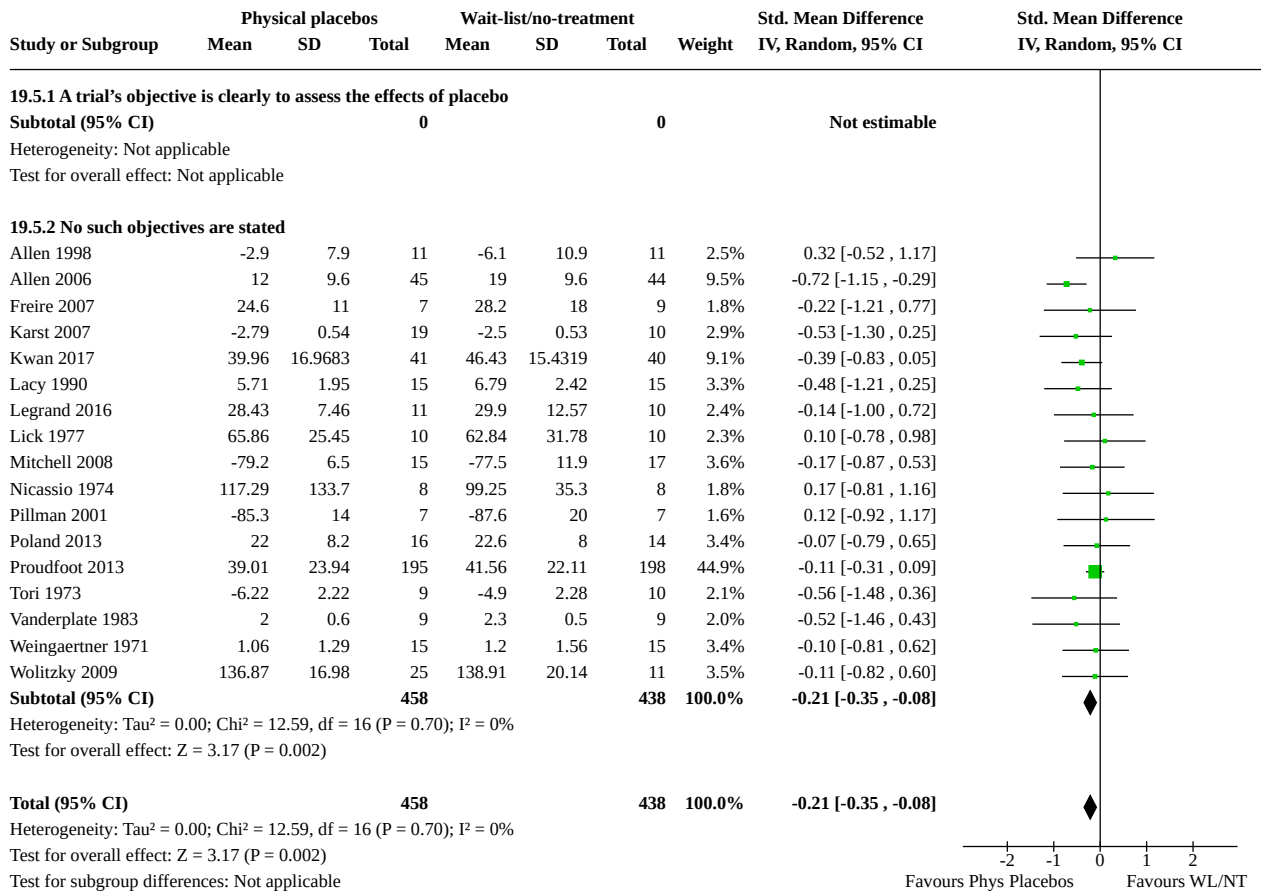 Physical placebos Wait-list/no-treatment Std. Mean Difference Std. Mean Difference
Study or Subgroup Mean SD Total Mean SD Total Weight IV, Random, 95% CI IV, Random, 95% CI
19.5.1 A trial's objective is clearly to assess the effects of placebo
Subtotal (95% CI) 0 0 Not estimable
Heterogeneity: Not applicable
Test for overall effect: Not applicable
19.5.2 No such objectives are stated
Allen 1998 -2.9 7.9 11 -6.1 10.9 11 2.5% 0.32 [-0.52 , 1.17]
Allen 2006 12 9.6 45 19 9.6 44 9.5% -0.72 [-1.15 , -0.29]
Freire 2007 24.6 11 7 28.2 18 9 1.8% -0.22 [-1.21 , 0.77]
Karst 2007 -2.79 0.54 19 -2.5 0.53 10 2.9% -0.53 [-1.30 , 0.25]
Kwan 2017 39.96 16.9683 41 46.43 15.4319 40 9.1% -0.39 [-0.83 , 0.05]
Lacy 1990 5.71 1.95 15 6.79 2.42 15 3.3% -0.48 [-1.21 , 0.25]
Legrand 2016 28.43 7.46 11 29.9 12.57 10 2.4% -0.14 [-1.00 , 0.72]
Lick 1977 65.86 25.45 10 62.84 31.78 10 2.3% 0.10 [-0.78 , 0.98]
Mitchell 2008 -79.2 6.5 15 -77.5 11.9 17 3.6% -0.17 [-0.87 , 0.53]
Nicassio 1974 117.29 133.7 8 99.25 35.3 8 1.8% 0.17 [-0.81 , 1.16]
Pillman 2001 -85.3 14 7 -87.6 20 7 1.6% 0.12 [-0.92 , 1.17]
Poland 2013 22 8.2 16 22.6 8 14 3.4% -0.07 [-0.79 , 0.65]
Proudfoot 2013 39.01 23.94 195 41.56 22.11 198 44.9% -0.11 [-0.31 , 0.09]
Tori 1973 -6.22 2.22 9 -4.9 2.28 10 2.1% -0.56 [-1.48 , 0.36]
Vanderplate 1983 2 0.6 9 2.3 0.5 9 2.0% -0.52 [-1.46 , 0.43]
Weingaertner 1971 1.06 1.29 15 1.2 1.56 15 3.4% -0.10 [-0.81 , 0.62]
Wolitzky 2009 136.87 16.98 25 138.91 20.14 11 3.5% -0.11 [-0.82 , 0.60]
Subtotal (95% CI) 458 438 100.0% -0.21 [-0.35 , -0.08]
Heterogeneity: Tau² = 0.00; Chi² = 12.59, df = 16 (P = 0.70); I² = 0%
Test for overall effect: Z = 3.17 (P = 0.002)
Total (95% CI) 458 438 100.0% -0.21 [-0.35 , -0.08]
Heterogeneity: Tau² = 0.00; Chi² = 12.59, df = 16 (P = 0.70); I² = 0%
Test for overall effect: Z = 3.17 (P = 0.002)
-2 -1 0 1 2
Test for subgroup differences: Not applicable Favours Phys Placebos Favours WL/NT